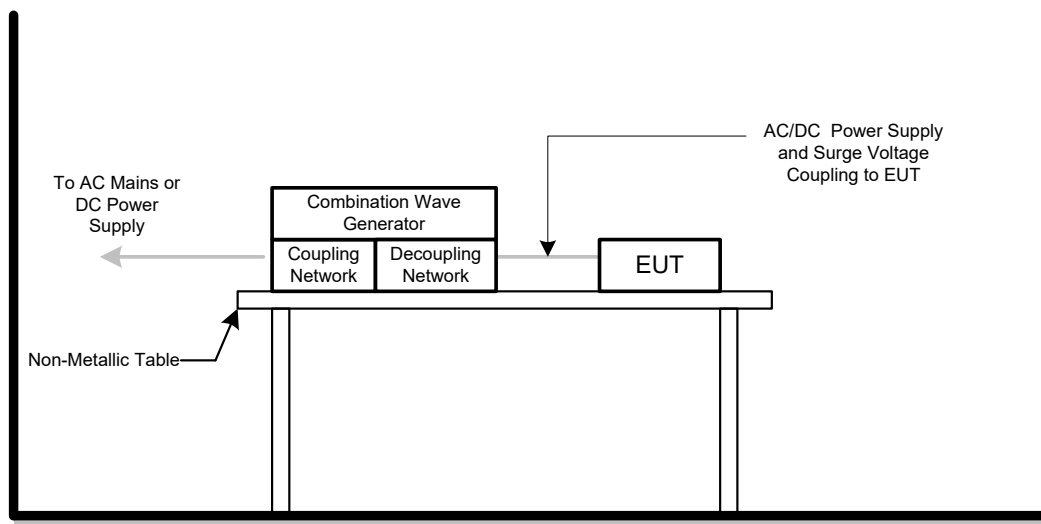 AC/DC Power Supply
and Surge Voltage
Coupling to EUT
To AC Mains or
DC Power
Supply
Combination Wave
Generator
Coupling
Network
Decoupling
Network
EUT
Non-Metallic Table